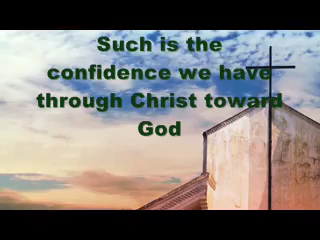 Such is the
confidence we have
through Christ toward
God